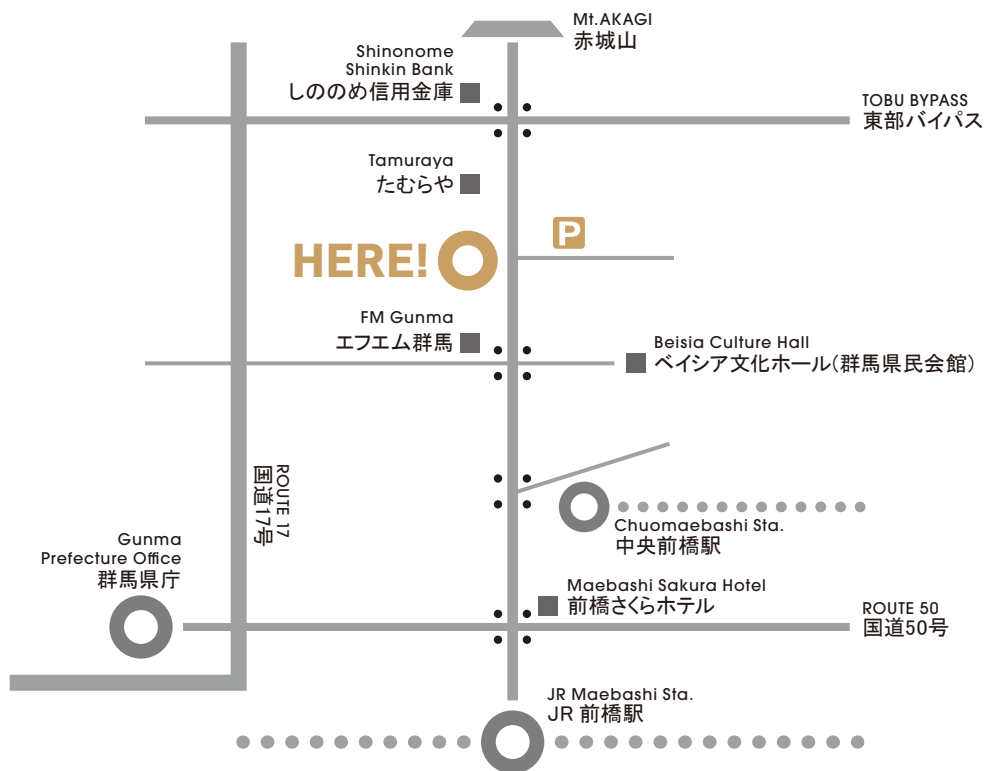 Mt.AKAGI
赤城山
Shinonome
Shinkin Bank
しののめ信用金庫
TOBU BYPASS
東部バイパス
Tamuraya
たむらや
P
HERE!
FM Gunma
エフエム群馬
Beisia Culture Hall
ベイシア文化ホール(群馬県民会館)
ROUTE 17
国道17号
Chuomaebashi Sta.
中央前橋駅
Gunma
Prefecture Office
群馬県庁
Maebashi Sakura Hotel
前橋さくらホテル
ROUTE 50
国道50号
JR Maebashi Sta.
JR 前橋駅